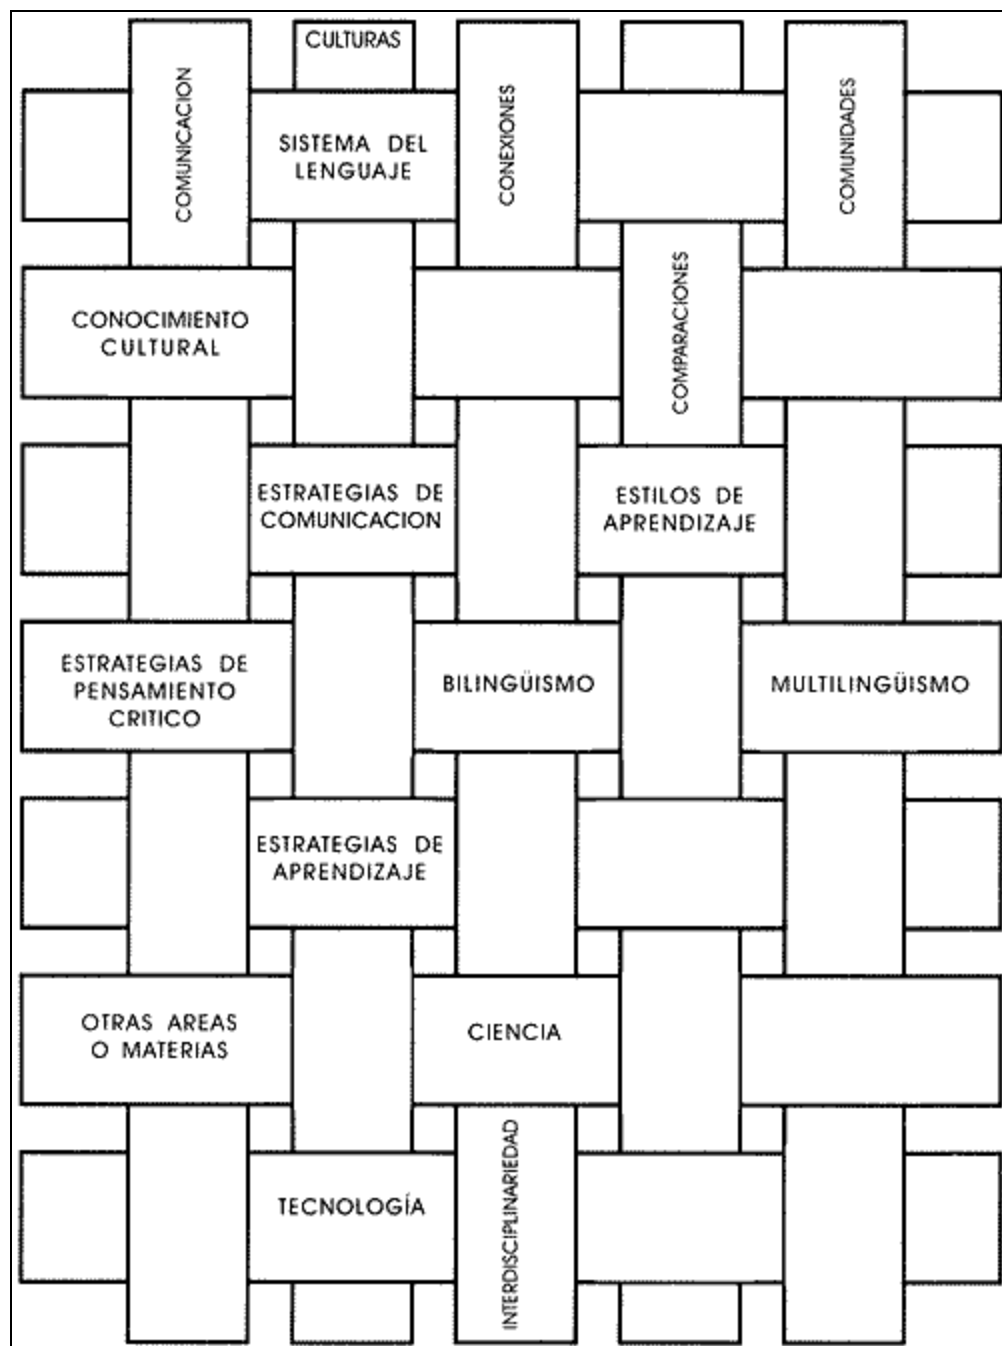 CULTURAS
COMUNICACION
CONEXIONES
COMUNIDADES
SISTEMA DEL
LENGUAJE
COMPARACIONES
CONOCIMIENTO
CULTURAL
ESTRATEGIAS DE
COMUNICACION
ESTILOS DE
APRENDIZAJE
ESTRATEGIAS DE
PENSAMIENTO
CRITICO
BILINGÜISMO
MULTILINGÜISMO
ESTRATEGIAS DE
APRENDIZAJE
OTRAS AREAS
O MATERIAS
CIENCIA
TECNOLOGÍA
INTERDISCIPLINARIEDAD